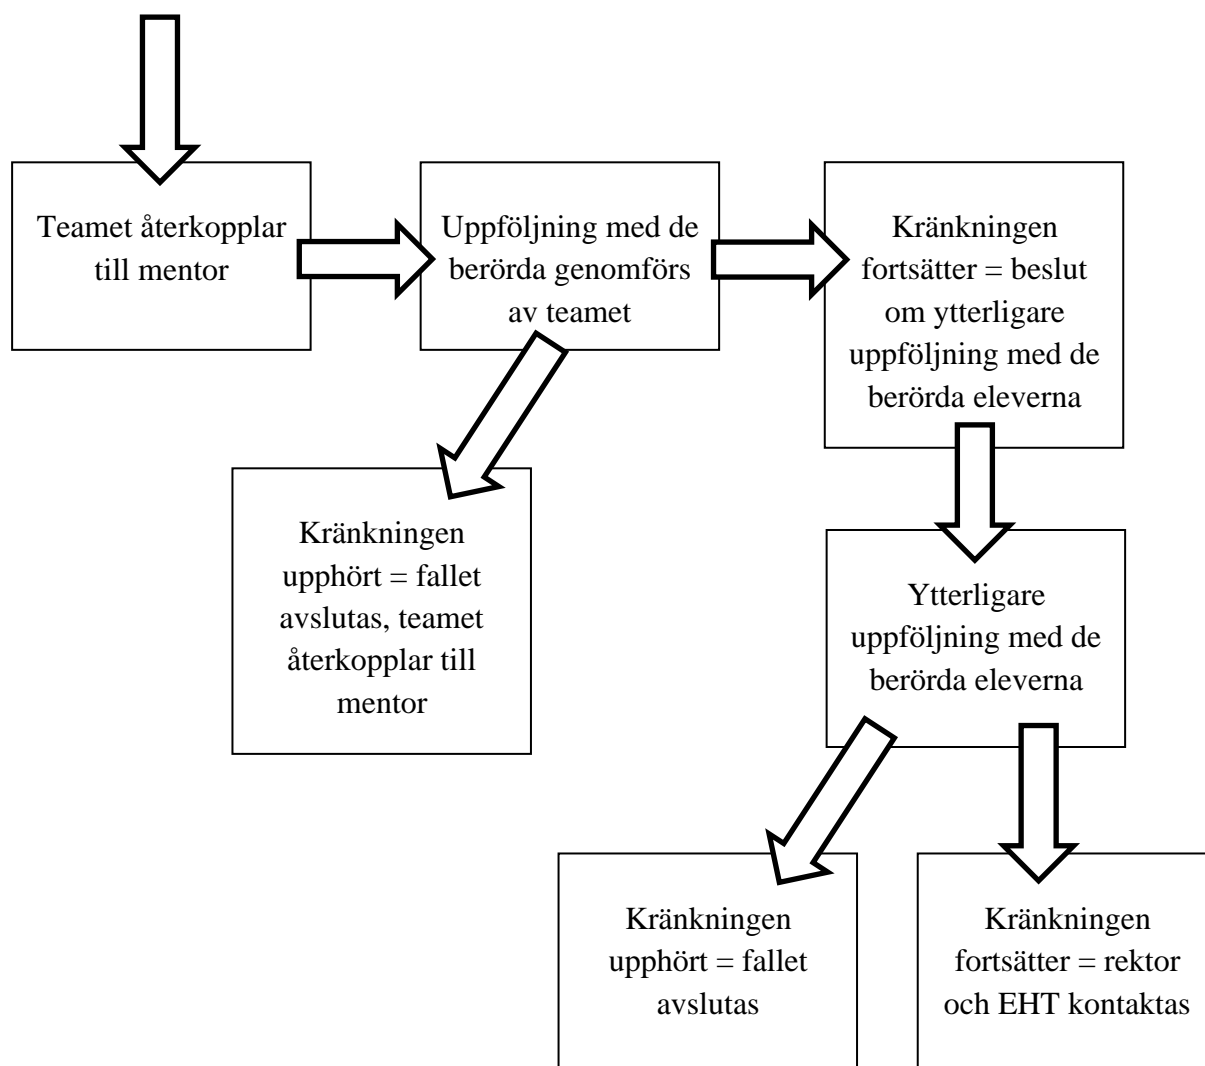 Teamet återkopplar
till mentor
Uppföljning med de
berörda genomförs
av teamet
Kränkningen
fortsätter = beslut
om ytterligare
uppföljning med de
berörda eleverna
Kränkningen
upphört = fallet
avslutas, teamet
återkopplar till
mentor
Ytterligare
uppföljning med de
berörda eleverna
Kränkningen
upphört = fallet
avslutas
Kränkningen
fortsätter = rektor
och EHT kontaktas